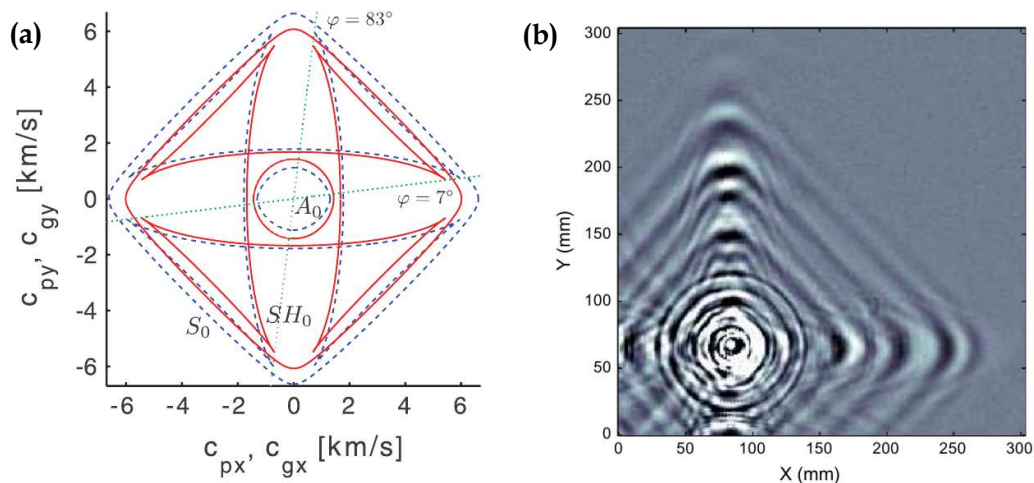 (a)
6
4
2
0
-2
-4
-6
-6 -4 -2 0 2 4 6
c_py, c_gy [km/s]
c_px, c_gx [km/s]
φ = 83°
φ = 7°
A_0
SH_0
S_0
(b)
300
250
200
150
100
50
0
0 50 100 150 200 250 300
Y (mm)
X (mm)